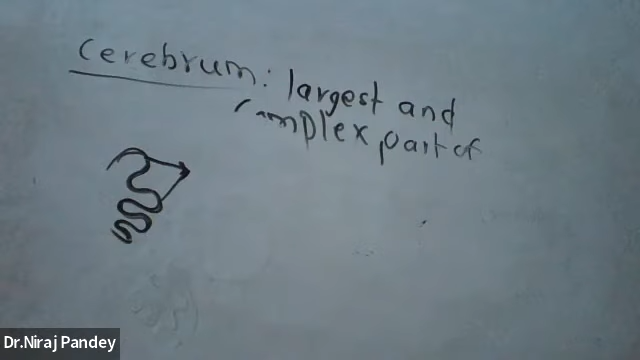 Cerebrum: largest and
Complex part of
Dr.Niraj Pandey